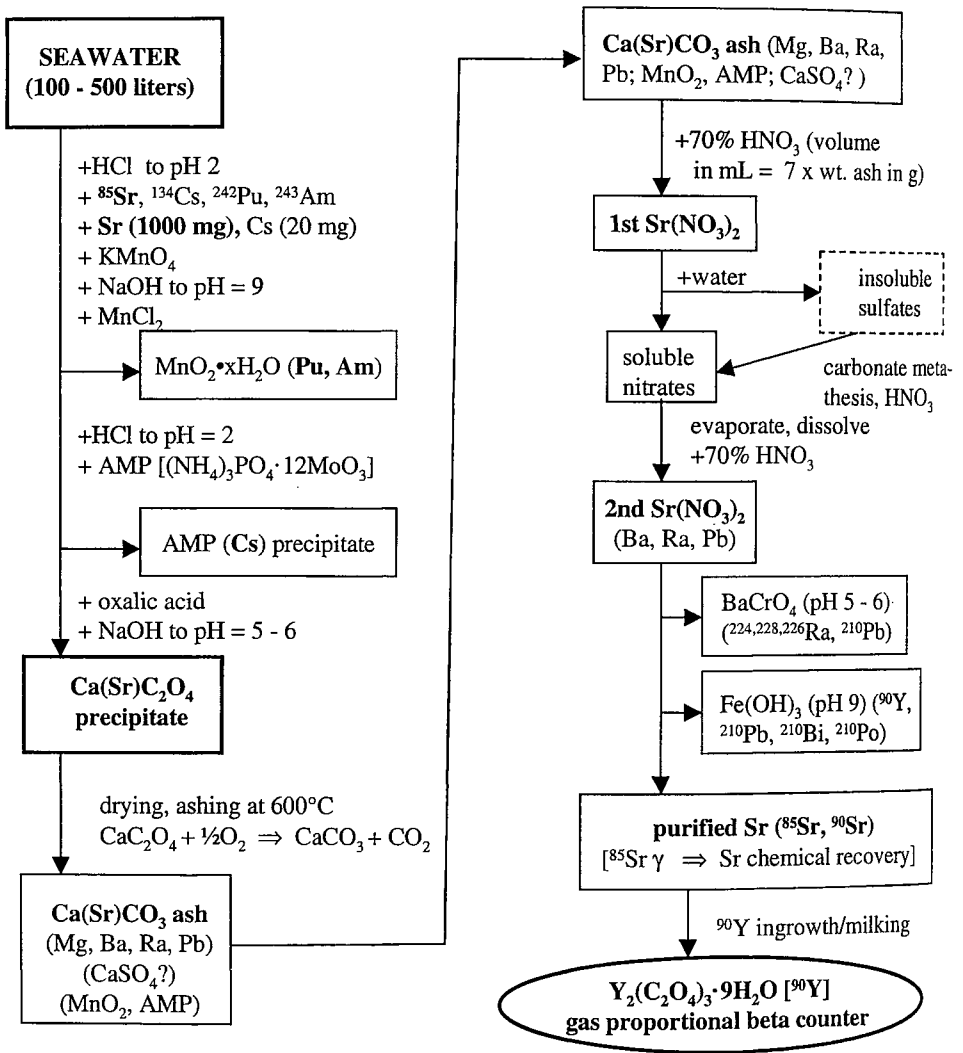 SEAWATER
(100 - 500 liters)
+HCl to pH 2
+ ⁸⁵Sr, ¹³⁴Cs, ²⁴²Pu, ²⁴³Am
+ Sr (1000 mg), Cs (20 mg)
+ KMnO₄
+ NaOH to pH = 9
+ MnCl₂
MnO₂•xH₂O (Pu, Am)
+HCl to pH = 2
+ AMP [(NH₄)₃PO₄·12MoO₃]
AMP (Cs) precipitate
+ oxalic acid
+ NaOH to pH = 5 - 6
Ca(Sr)C₂O₄
precipitate
drying, ashing at 600°C
CaC₂O₄ + ½O₂ ⇒ CaCO₃ + CO₂
Ca(Sr)CO₃ ash
(Mg, Ba, Ra, Pb)
(CaSO₄?)
(MnO₂, AMP)
Ca(Sr)CO₃ ash (Mg, Ba, Ra,
Pb; MnO₂, AMP; CaSO₄? )
+70% HNO₃ (volume
in mL = 7 x wt. ash in g)
1st Sr(NO₃)₂
+water
insoluble
sulfates
soluble
nitrates
carbonate meta-
thesis, HNO₃
evaporate, dissolve
+70% HNO₃
2nd Sr(NO₃)₂
(Ba, Ra, Pb)
BaCrO₄ (pH 5 - 6)
(²²⁴,²²⁸,²²⁶Ra, ²¹⁰Pb)
Fe(OH)₃ (pH 9) (⁹⁰Y,
²¹⁰Pb, ²¹⁰Bi, ²¹⁰Po)
purified Sr (⁸⁵Sr, ⁹⁰Sr)
[⁸⁵Sr γ ⇒ Sr chemical recovery]
⁹⁰Y ingrowth/milking
Y₂(C₂O₄)₃·9H₂O [⁹⁰Y]
gas proportional beta counter